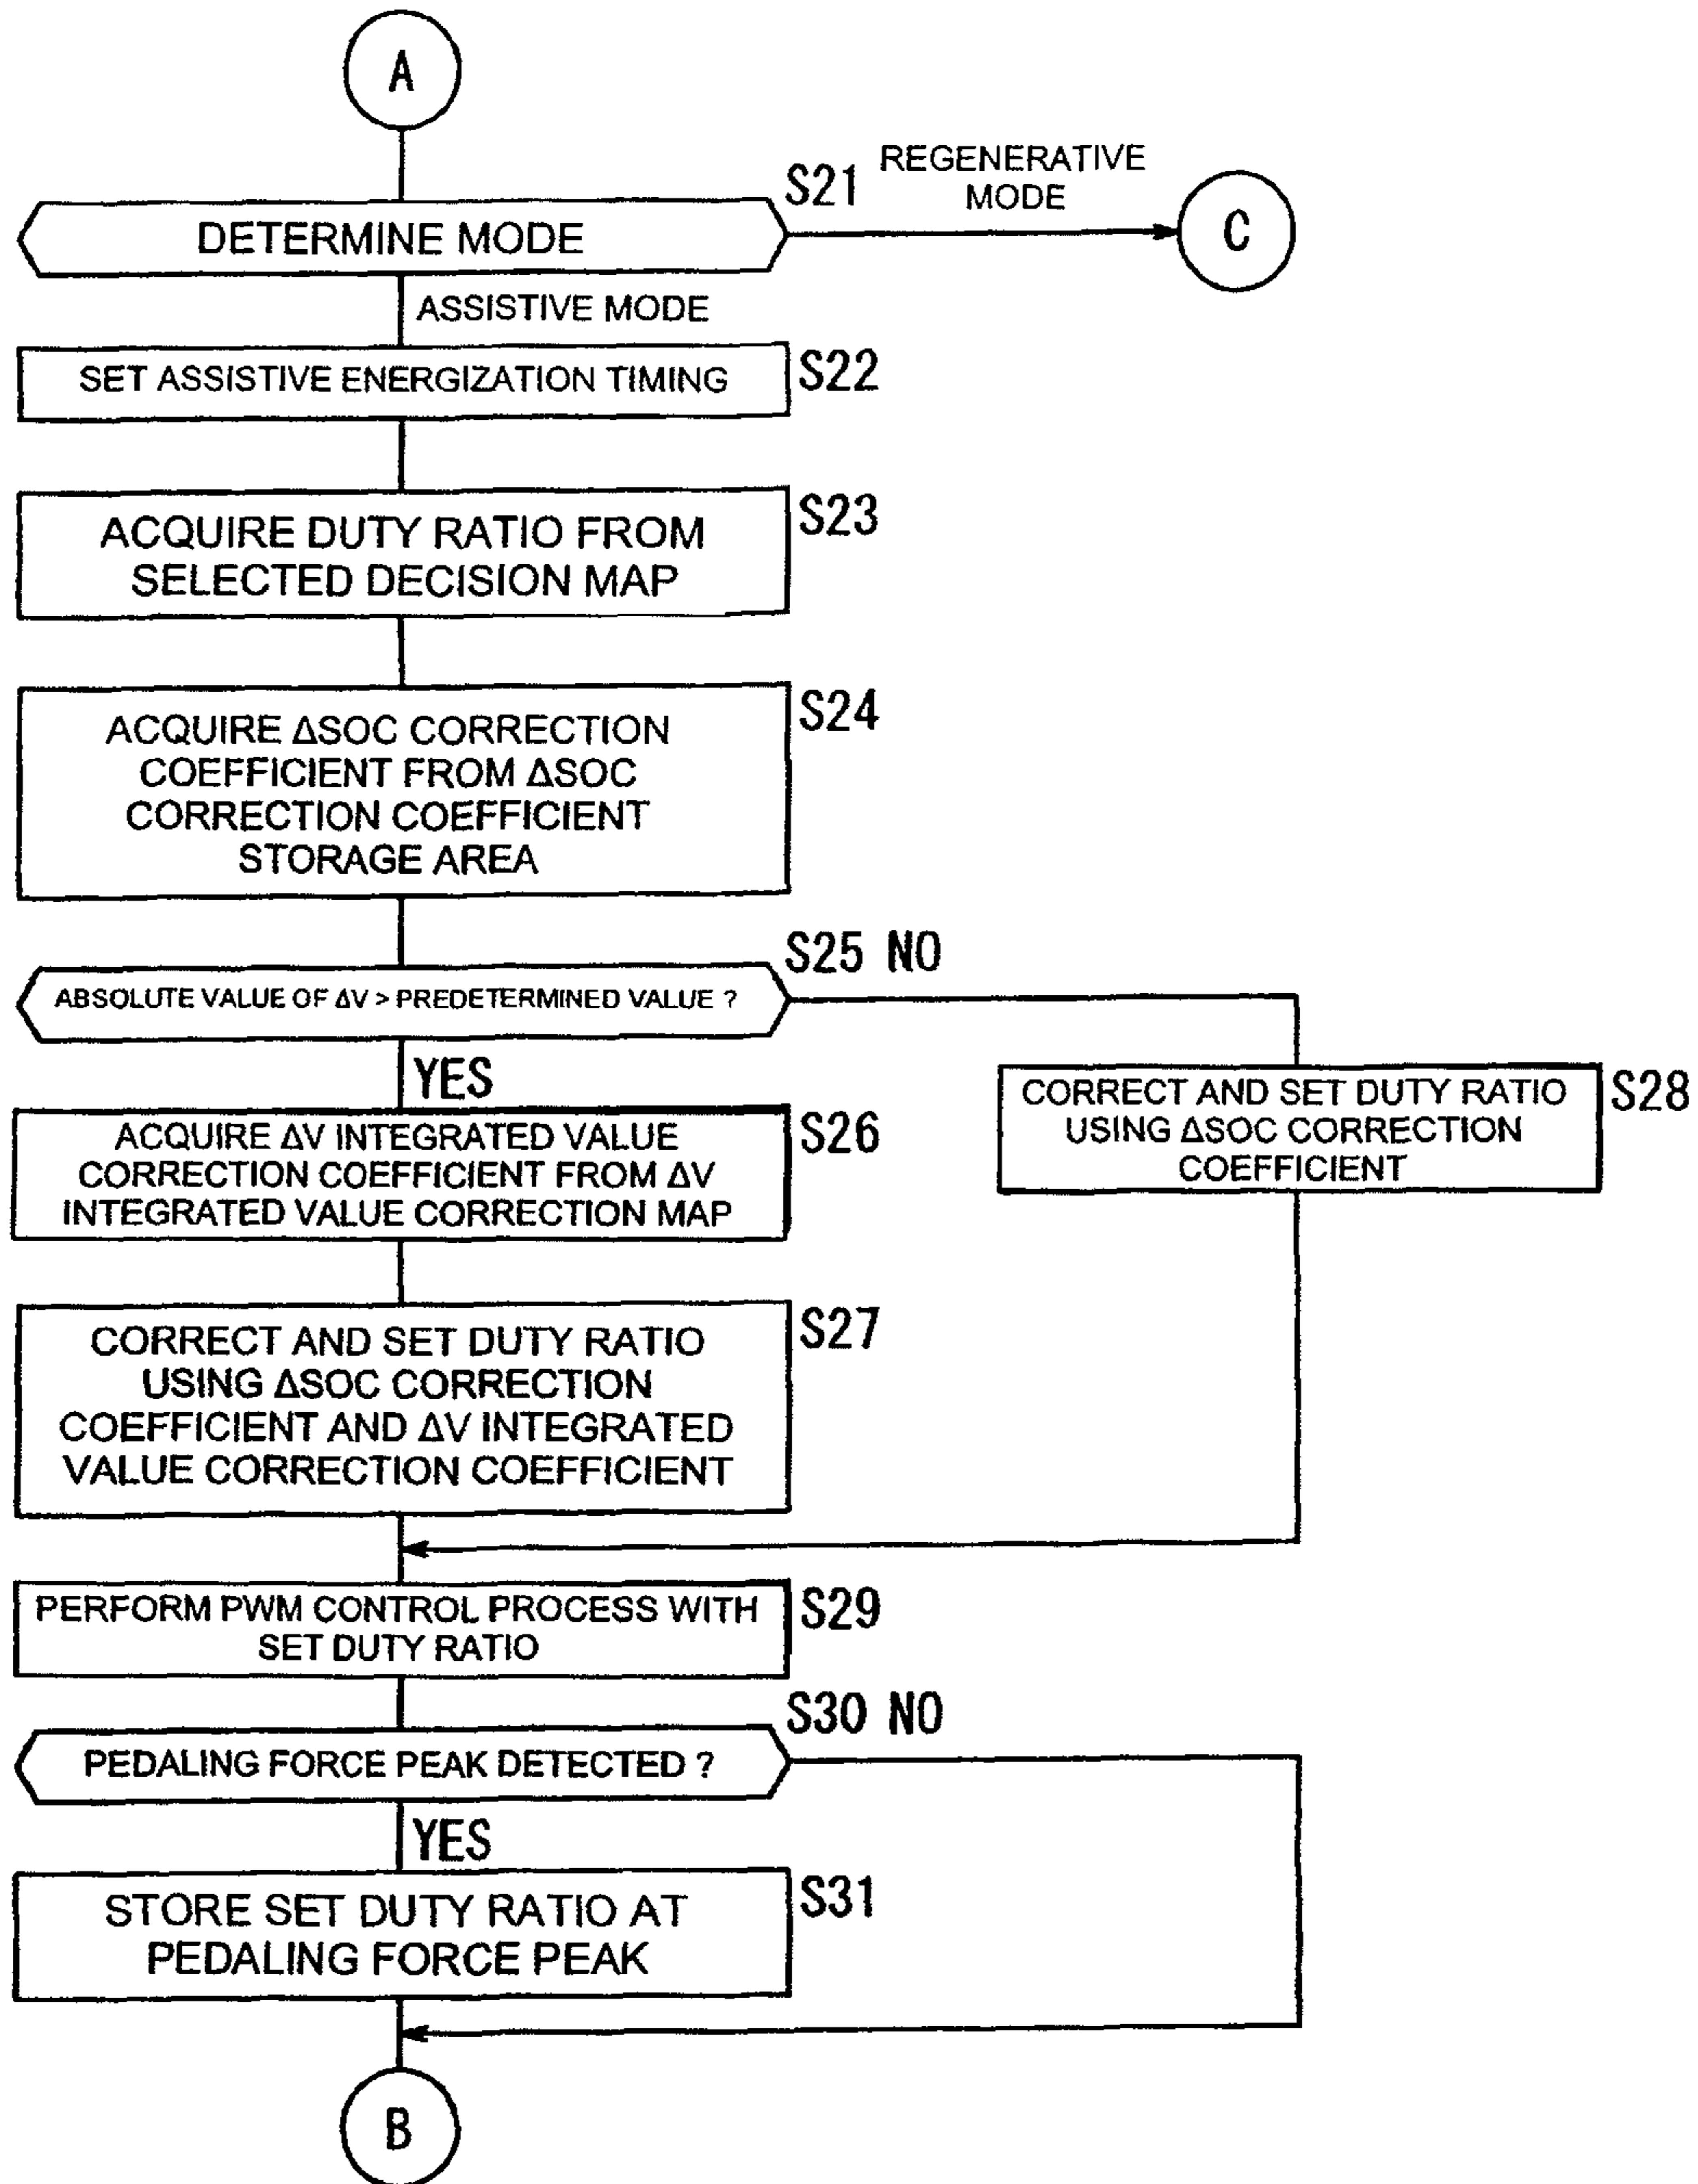 A
S21
REGENERATIVE
MODE
DETERMINE MODE
C
ASSISTIVE MODE
SET ASSISTIVE ENERGIZATION TIMING
S22
ACQUIRE DUTY RATIO FROM
SELECTED DECISION MAP
S23
ACQUIRE ΔSOC CORRECTION
COEFFICIENT FROM ΔSOC
CORRECTION COEFFICIENT
STORAGE AREA
S24
S25 NO
ABSOLUTE VALUE OF ΔV > PREDETERMINED VALUE ?
YES
ACQUIRE ΔV INTEGRATED VALUE
CORRECTION COEFFICIENT FROM ΔV
INTEGRATED VALUE CORRECTION MAP
S26
CORRECT AND SET DUTY RATIO
USING ΔSOC CORRECTION
COEFFICIENT
S28
CORRECT AND SET DUTY RATIO
USING ΔSOC CORRECTION
COEFFICIENT AND ΔV INTEGRATED
VALUE CORRECTION COEFFICIENT
S27
PERFORM PWM CONTROL PROCESS WITH
SET DUTY RATIO
S29
S30 NO
PEDALING FORCE PEAK DETECTED ?
YES
STORE SET DUTY RATIO AT
PEDALING FORCE PEAK
S31
B